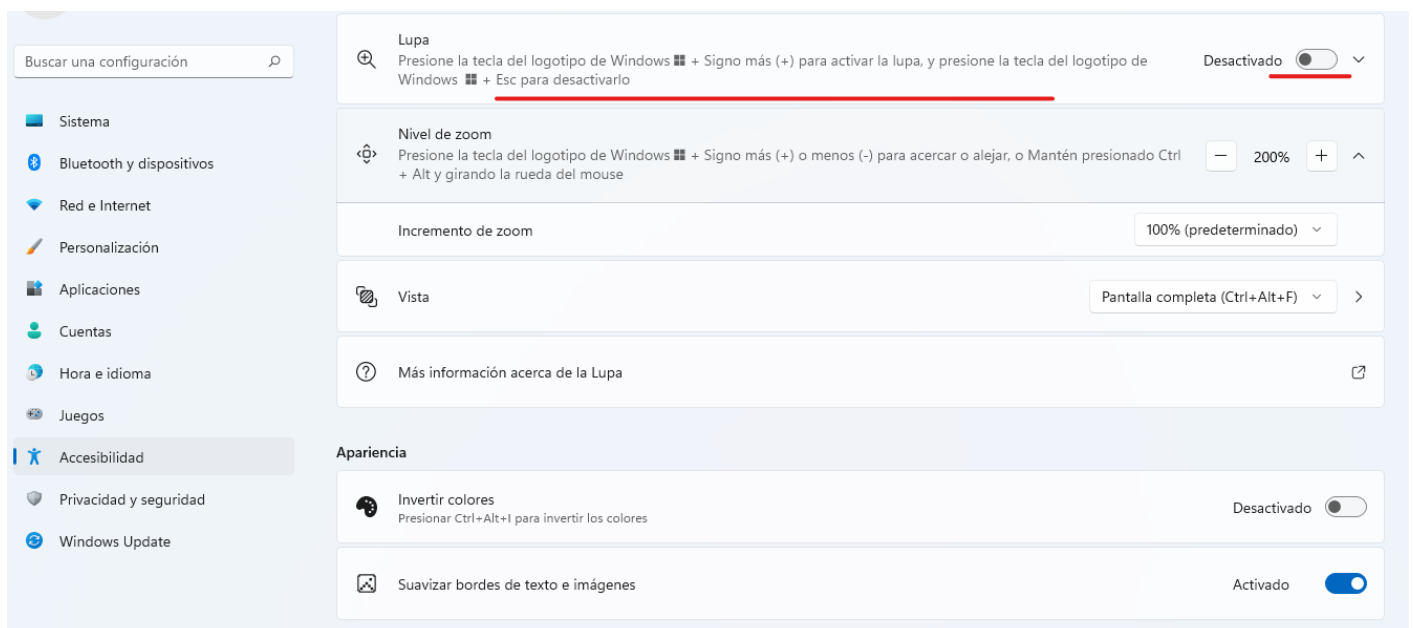 Buscar una configuración
Sistema
Bluetooth y dispositivos
Red e Internet
Personalización
Aplicaciones
Cuentas
Hora e idioma
Juegos
Accesibilidad
Privacidad y seguridad
Windows Update
Lupa
Presione la tecla del logotipo de Windows + Signo más (+) para activar la lupa, y presione la tecla del logotipo de
Windows + Esc para desactivarlo
Desactivado
Nivel de zoom
Presione la tecla del logotipo de Windows + Signo más (+) o menos (-) para acercar o alejar, o Mantén presionado Ctrl
+ Alt y girando la rueda del mouse
200%
Incremento de zoom
100% (predeterminado)
Vista
Pantalla completa (Ctrl+Alt+F)
Más información acerca de la Lupa
Apariencia
Invertir colores
Presionar Ctrl+Alt+I para invertir los colores
Desactivado
Suavizar bordes de texto e imágenes
Activado